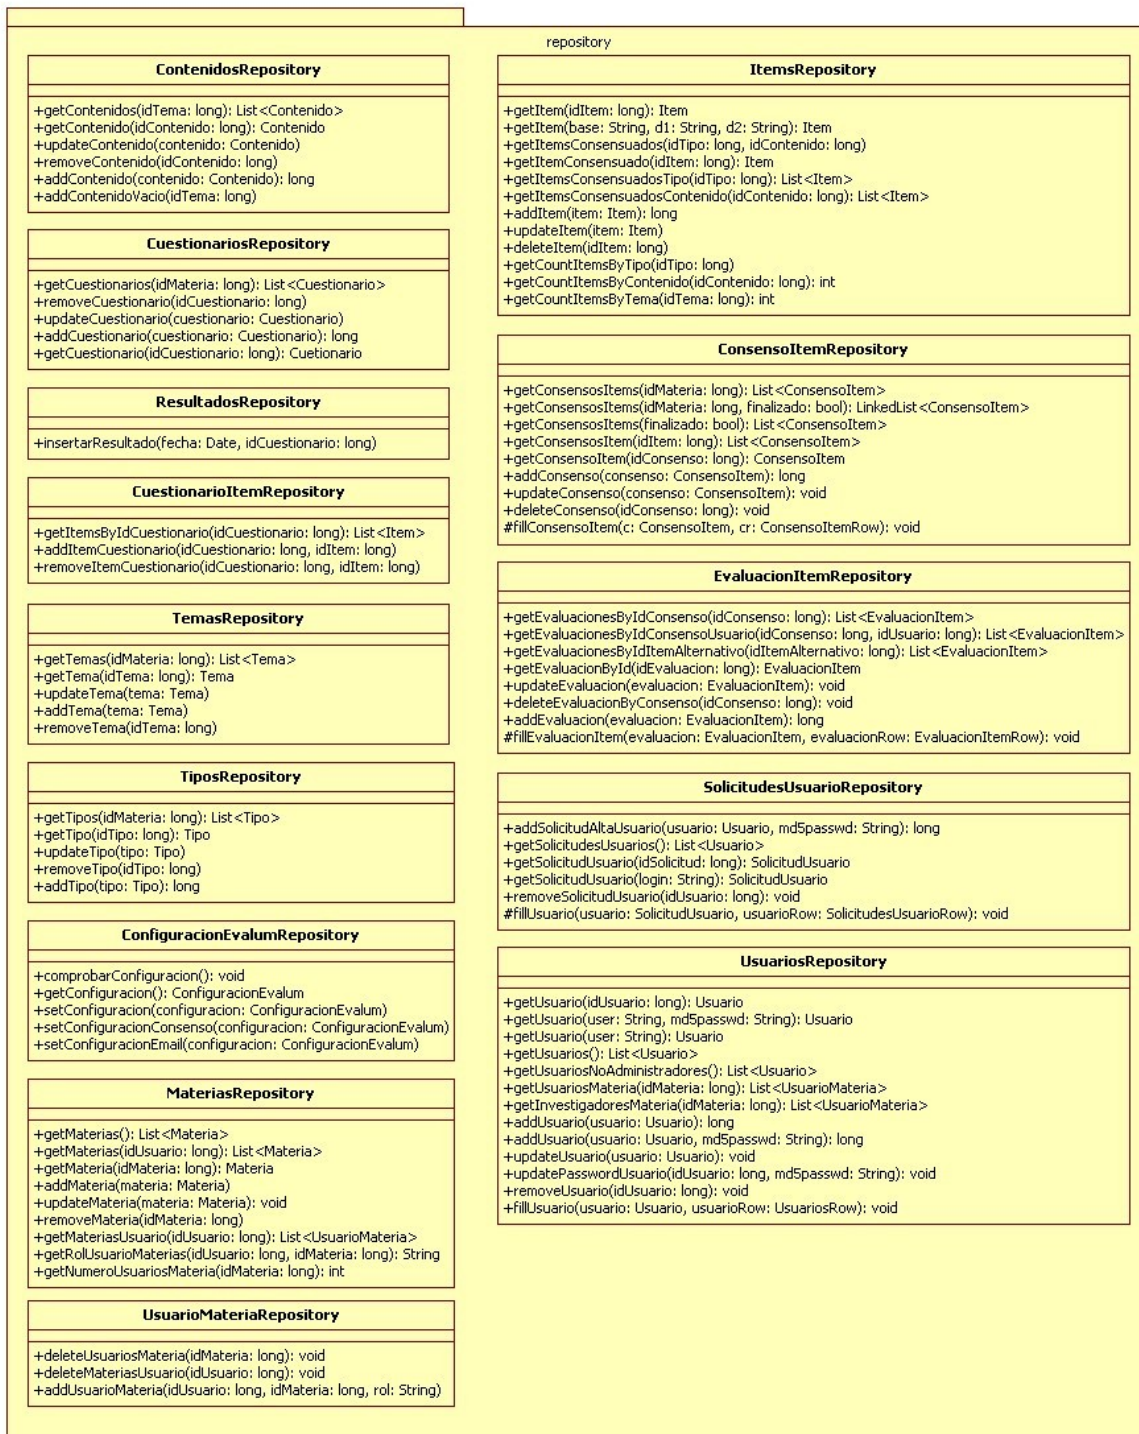 repository
ContenidosRepository
+getContenidos(idTema: long): List<Contenido>
+getContenido(idContenido: long): Contenido
+updateContenido(contenido: Contenido)
+removeContenido(idContenido: long)
+addContenido(contenido: Contenido): long
+addContenidoVacio(idTema: long)
CuestionariosRepository
+getCuestionarios(idMateria: long): List<Cuestionario>
+removeCuestionario(idCuestionario: long)
+updateCuestionario(cuestionario: Cuestionario)
+addCuestionario(cuestionario: Cuestionario): long
+getCuestionario(idCuestionario: long): Cuetionario
ResultadosRepository
+insertarResultado(fecha: Date, idCuestionario: long)
CuestionarioItemRepository
+getItemsByIdCuestionario(idCuestionario: long): List<Item>
+addItemCuestionario(idCuestionario: long, idItem: long)
+removeItemCuestionario(idCuestionario: long, idItem: long)
TemasRepository
+getTemas(idMateria: long): List<Tema>
+getTema(idTema: long): Tema
+updateTema(tema: Tema)
+addTema(tema: Tema)
+removeTema(idTema: long)
TiposRepository
+getTipos(idMateria: long): List<Tipo>
+getTipo(idTipo: long): Tipo
+updateTipo(tipo: Tipo)
+removeTipo(idTipo: long)
+addTipo(tipo: Tipo): long
ConfiguracionEvalumRepository
+comprobarConfiguracion(): void
+getConfiguracion(): ConfiguracionEvalum
+setConfiguracion(configuracion: ConfiguracionEvalum)
+setConfiguracionConsenso(configuracion: ConfiguracionEvalum)
+setConfiguracionEmail(configuracion: ConfiguracionEvalum)
MateriasRepository
+getMaterias(): List<Materia>
+getMaterias(idUsuario: long): List<Materia>
+getMateria(idMateria: long): Materia
+addMateria(materia: Materia)
+updateMateria(materia: Materia): void
+removeMateria(idMateria: long)
+getMateriasUsuario(idUsuario: long): List<UsuarioMateria>
+getRolUsuarioMaterias(idUsuario: long, idMateria: long): String
+getNumeroUsuariosMateria(idMateria: long): int
UsuarioMateriaRepository
+deleteUsuariosMateria(idMateria: long): void
+deleteMateriasUsuario(idUsuario: long): void
+addUsuarioMateria(idUsuario: long, idMateria: long, rol: String)
ItemsRepository
+getItem(idItem: long): Item
+getItem(base: String, d1: String, d2: String): Item
+getItemsConsensuados(idTipo: long, idContenido: long)
+getItemConsensuado(idItem: long): Item
+getItemsConsensuadosTipo(idTipo: long): List<Item>
+getItemsConsensuadosContenido(idContenido: long): List<Item>
+addItem(item: Item): long
+updateItem(item: Item)
+deleteItem(idItem: long)
+getCountItemsByTipo(idTipo: long)
+getCountItemsByContenido(idContenido: long): int
+getCountItemsByTema(idTema: long): int
ConsensoItemRepository
+getConsensosItems(idMateria: long): List<ConsensoItem>
+getConsensosItems(idMateria: long, finalizado: bool): LinkedList<ConsensoItem>
+getConsensosItems(finalizado: bool): List<ConsensoItem>
+getConsensosItem(idItem: long): List<ConsensoItem>
+getConsensoItem(idConsenso: long): ConsensoItem
+addConsenso(consenso: ConsensoItem): long
+updateConsenso(consenso: ConsensoItem): void
+deleteConsenso(idConsenso: long): void
#fillConsensoItem(c: ConsensoItem, cr: ConsensoItemRow): void
EvaluacionItemRepository
+getEvaluacionesByIdConsenso(idConsenso: long): List<EvaluacionItem>
+getEvaluacionesByIdConsensoUsuario(idConsenso: long, idUsuario: long): List<EvaluacionItem>
+getEvaluacionesByIdItemAlternativo(idItemAlternativo: long): List<EvaluacionItem>
+getEvaluacionById(idEvaluacion: long): EvaluacionItem
+updateEvaluacion(evaluacion: EvaluacionItem): void
+deleteEvaluacionByConsenso(idConsenso: long): void
+addEvaluacion(evaluacion: EvaluacionItem): long
#fillEvaluacionItem(evaluacion: EvaluacionItem, evaluacionRow: EvaluacionItemRow): void
SolicitudesUsuarioRepository
+addSolicitudAltaUsuario(usuario: Usuario, md5passwd: String): long
+getSolicitudesUsuarios(): List<Usuario>
+getSolicitudUsuario(idSolicitud: long): SolicitudUsuario
+getSolicitudUsuario(login: String): SolicitudUsuario
+removeSolicitudUsuario(idUsuario: long): void
#fillUsuario(usuario: SolicitudUsuario, usuarioRow: SolicitudesUsuarioRow): void
UsuariosRepository
+getUsuario(idUsuario: long): Usuario
+getUsuario(user: String, md5passwd: String): Usuario
+getUsuario(user: String): Usuario
+getUsuarios(): List<Usuario>
+getUsuariosNoAdministradores(): List<Usuario>
+getUsuariosMateria(idMateria: long): List<UsuarioMateria>
+getInvestigadoresMateria(idMateria: long): List<UsuarioMateria>
+addUsuario(usuario: Usuario): long
+addUsuario(usuario: Usuario, md5passwd: String): long
+updateUsuario(usuario: Usuario): void
+updatePasswordUsuario(idUsuario: long, md5passwd: String): void
+removeUsuario(idUsuario: long): void
+fillUsuario(usuario: Usuario, usuarioRow: UsuariosRow): void